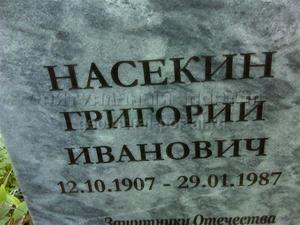 НАСЕКИН
ГРИГОРИЙ
ИВАНОВИЧ
12.10.1907 - 29.01.1987
Защитники Отечества